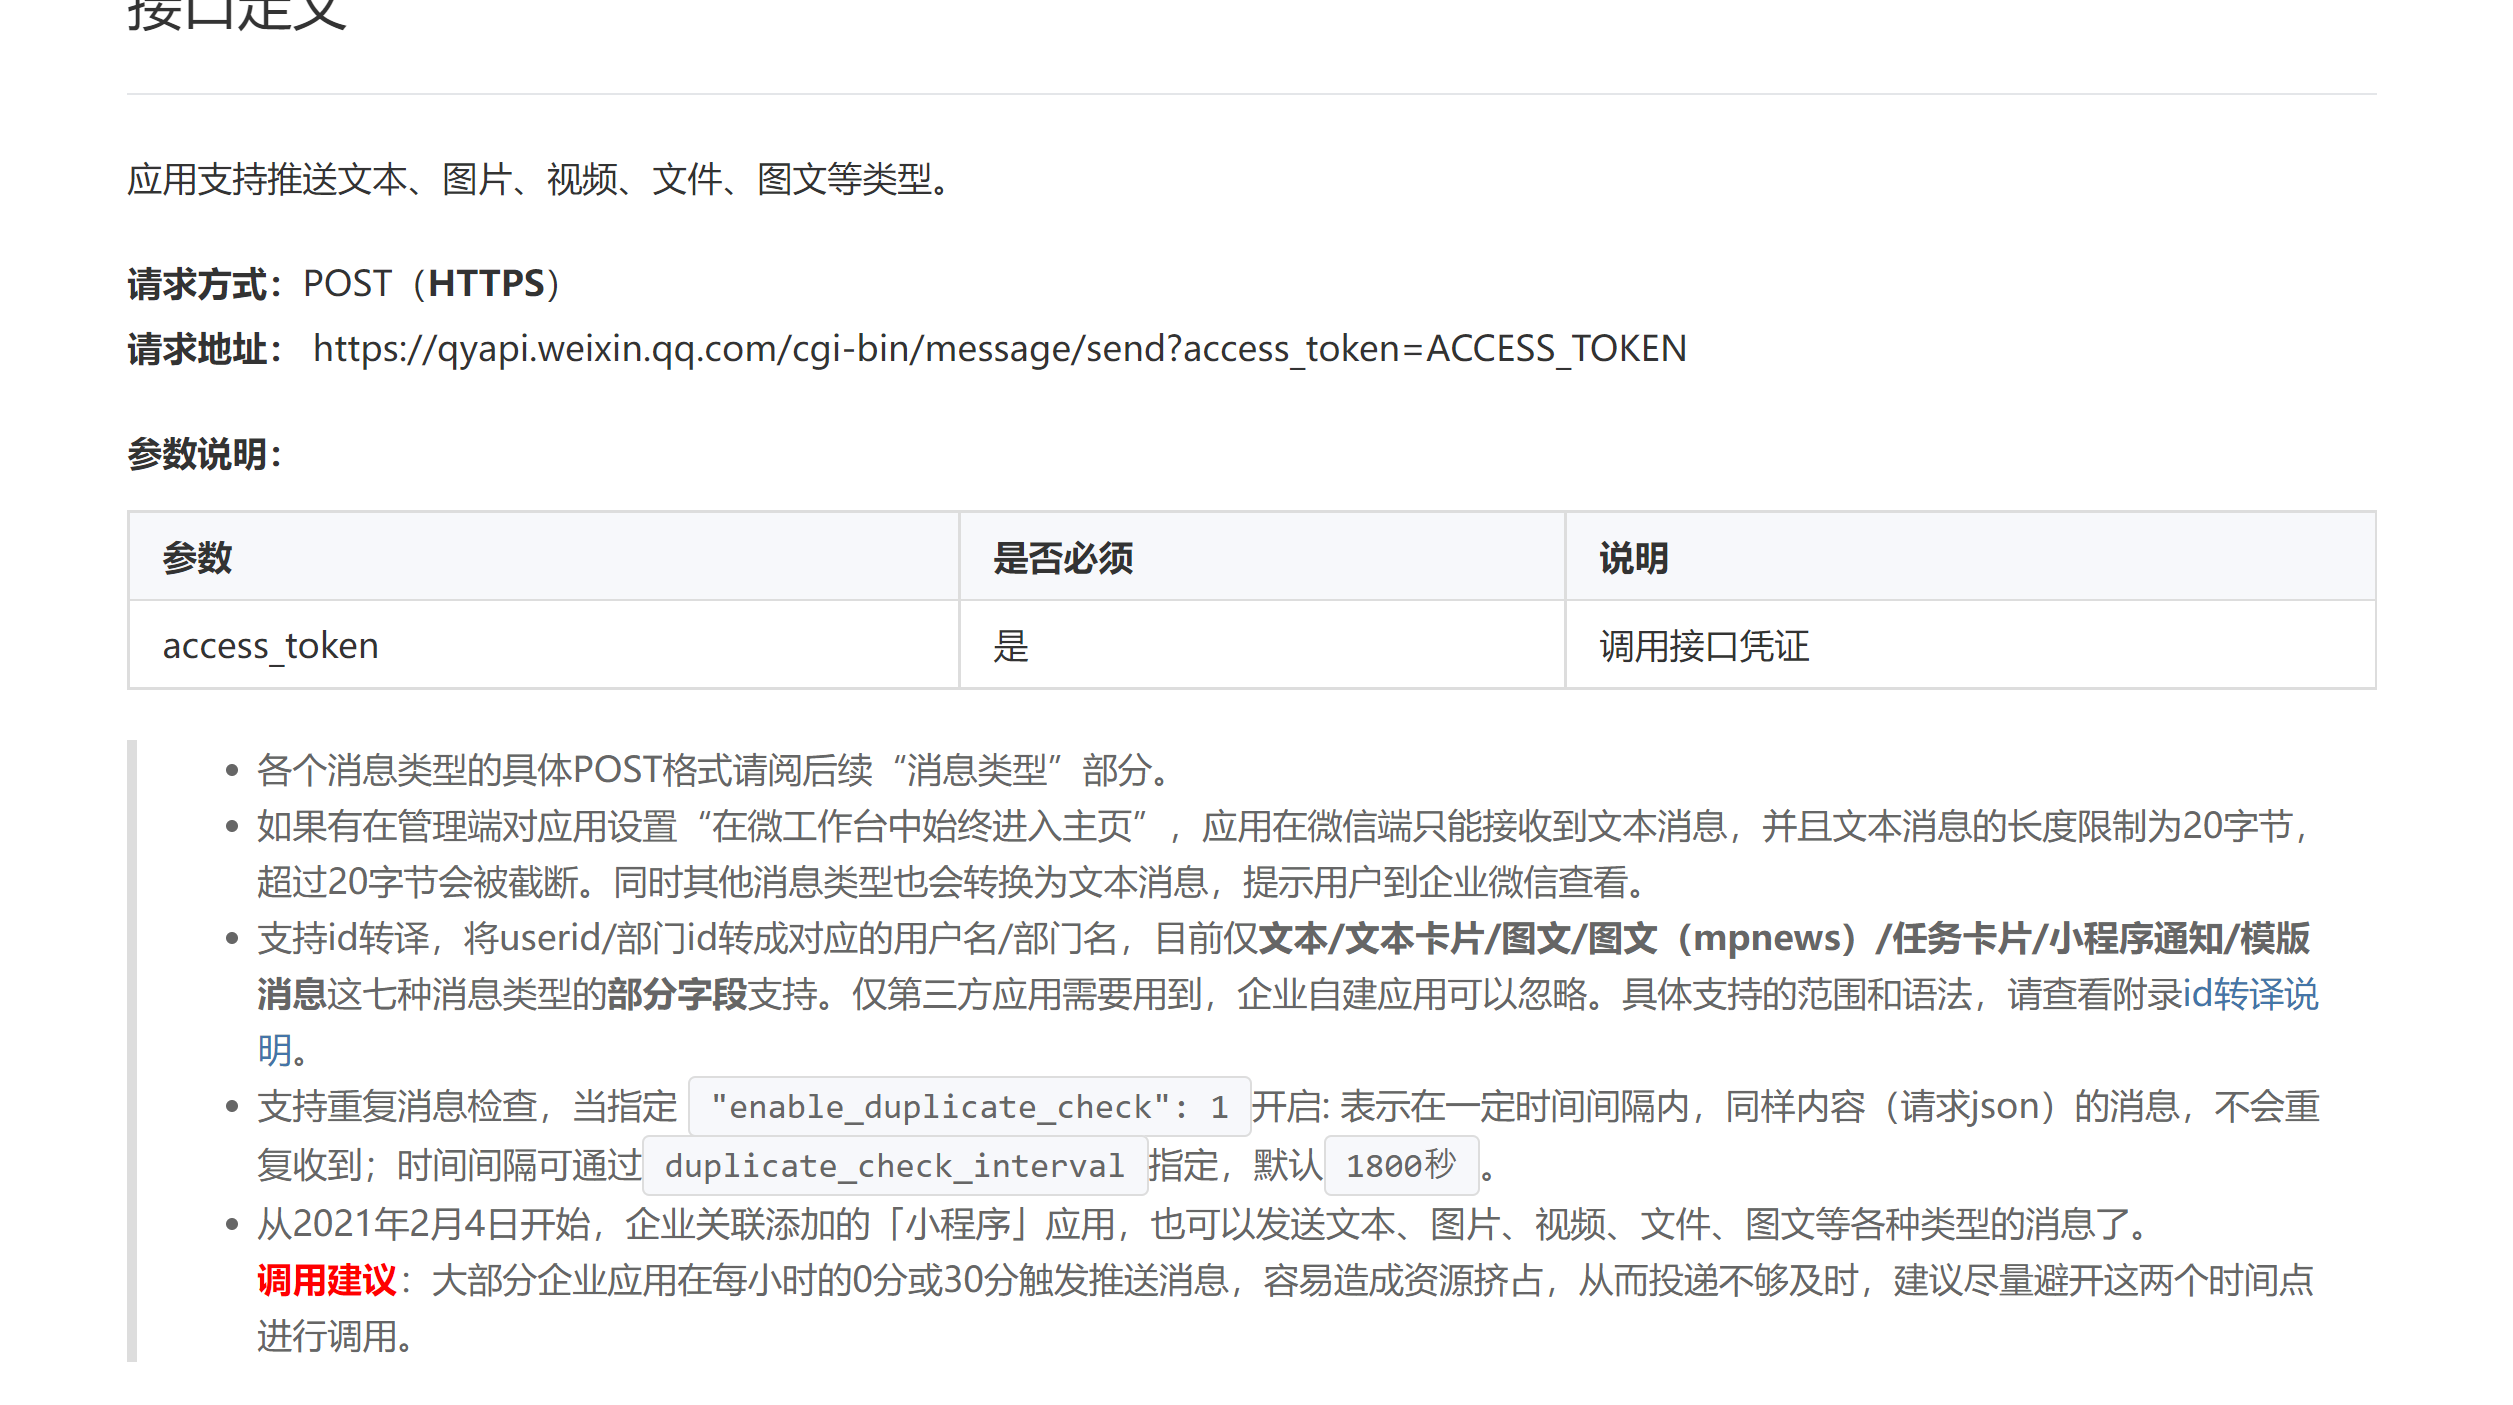 接口定义
应用支持推送文本、图片、视频、文件、图文等类型。
请求方式：POST（HTTPS）
请求地址： https://qyapi.weixin.qq.com/cgi-bin/message/send?access_token=ACCESS_TOKEN
参数说明：
参数 是否必须 说明
access_token 是 调用接口凭证
各个消息类型的具体POST格式请阅后续“消息类型”部分。
如果有在管理端对应用设置“在微工作台中始终进入主页”，应用在微信端只能接收到文本消息，并且文本消息的长度限制为20字节，
超过20字节会被截断。同时其他消息类型也会转换为文本消息，提示用户到企业微信查看。
支持id转译，将userid/部门id转成对应的用户名/部门名，目前仅文本/文本卡片/图文/图文（mpnews）/任务卡片/小程序通知/模版
消息这七种消息类型的部分字段支持。仅第三方应用需要用到，企业自建应用可以忽略。具体支持的范围和语法，请查看附录id转译说
明。
支持重复消息检查，当指定 "enable_duplicate_check": 1 开启: 表示在一定时间间隔内，同样内容（请求json）的消息，不会重
复收到；时间间隔可通过 duplicate_check_interval 指定，默认 1800秒 。
从2021年2月4日开始，企业关联添加的「小程序」应用，也可以发送文本、图片、视频、文件、图文等各种类型的消息了。
调用建议：大部分企业应用在每小时的0分或30分触发推送消息，容易造成资源挤占，从而投递不够及时，建议尽量避开这两个时间点
进行调用。